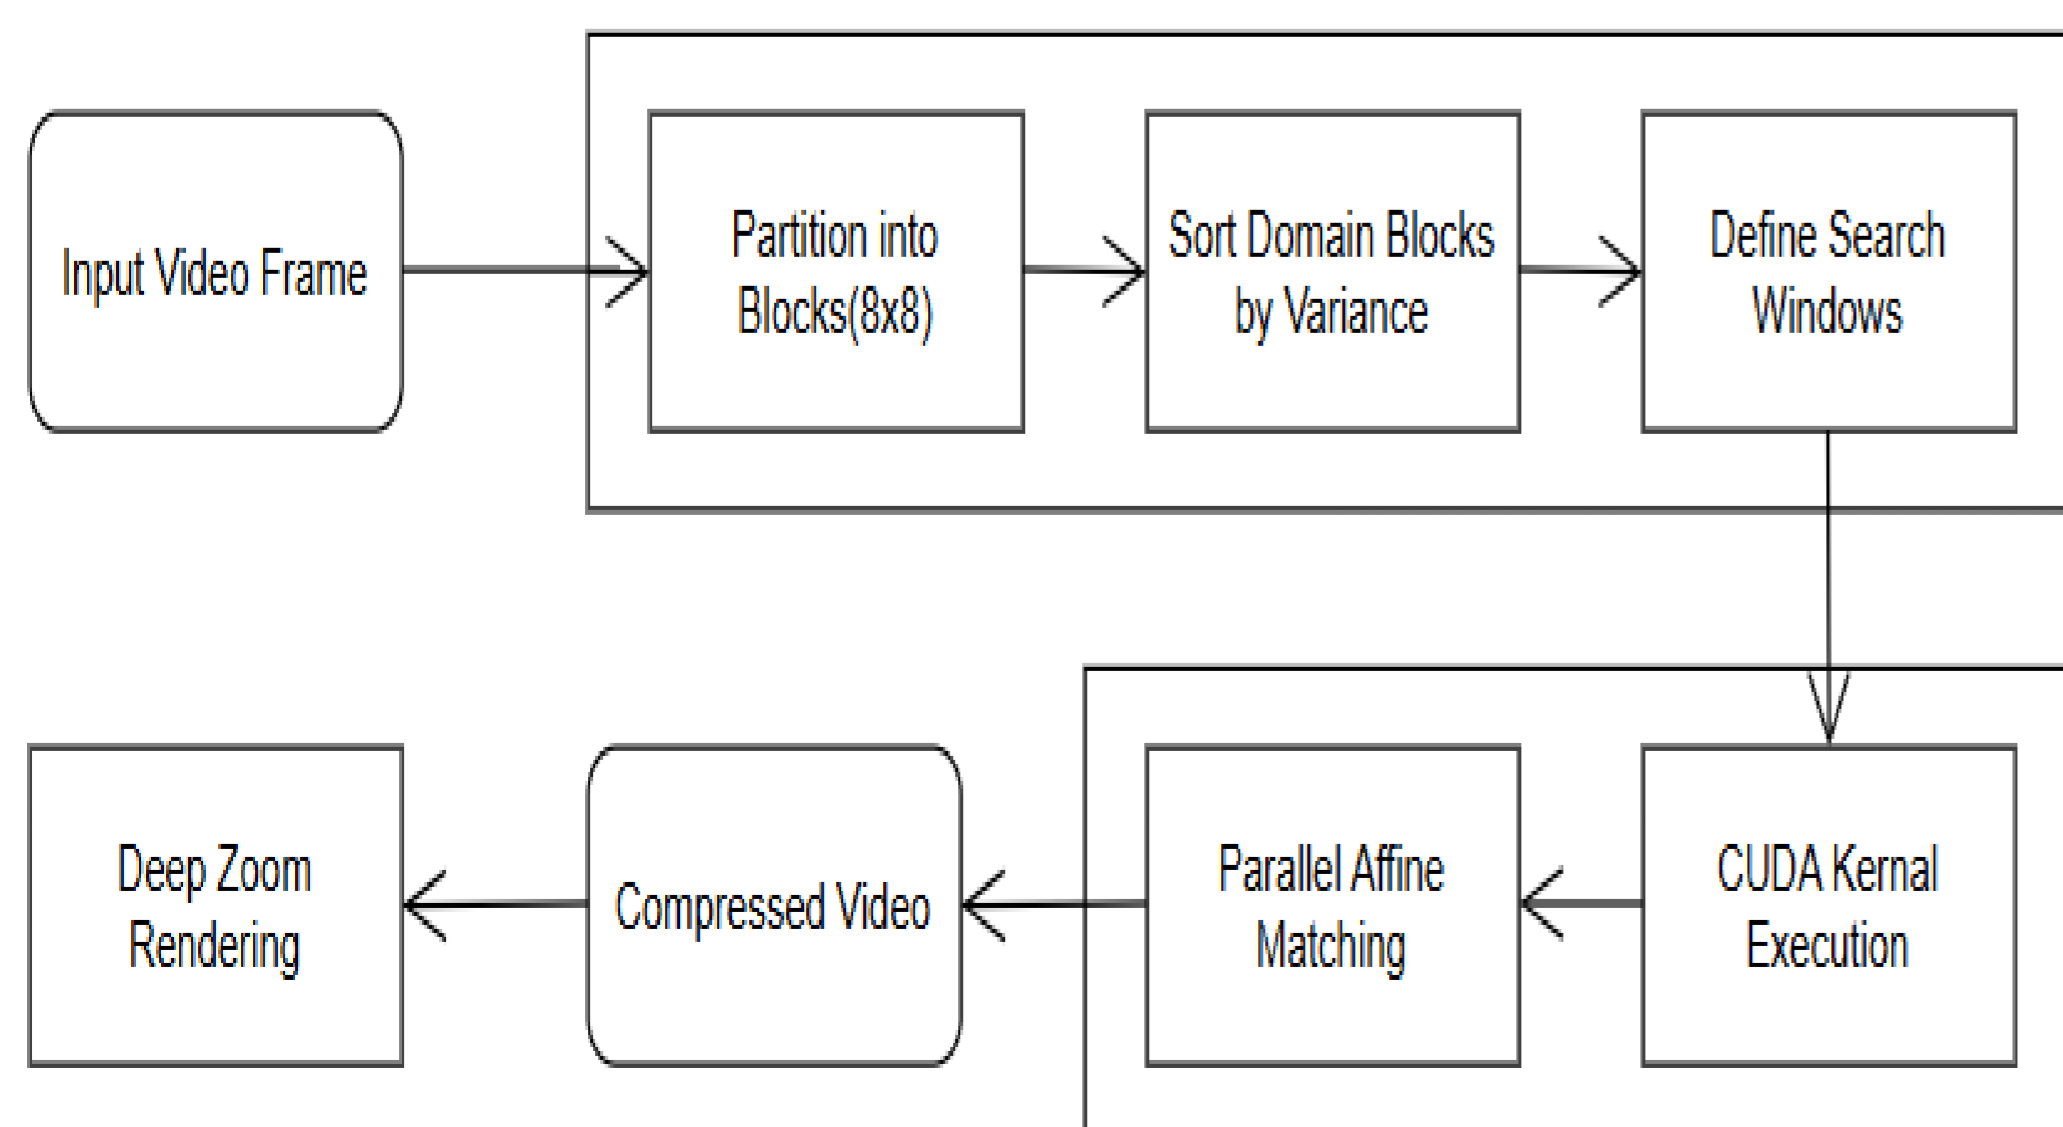 Input Video Frame
Partition into
Blocks(8x8)
Sort Domain Blocks
by Variance
Define Search
Windows
CUDA Kernal
Execution
Parallel Affine
Matching
Compressed Video
Deep Zoom
Rendering